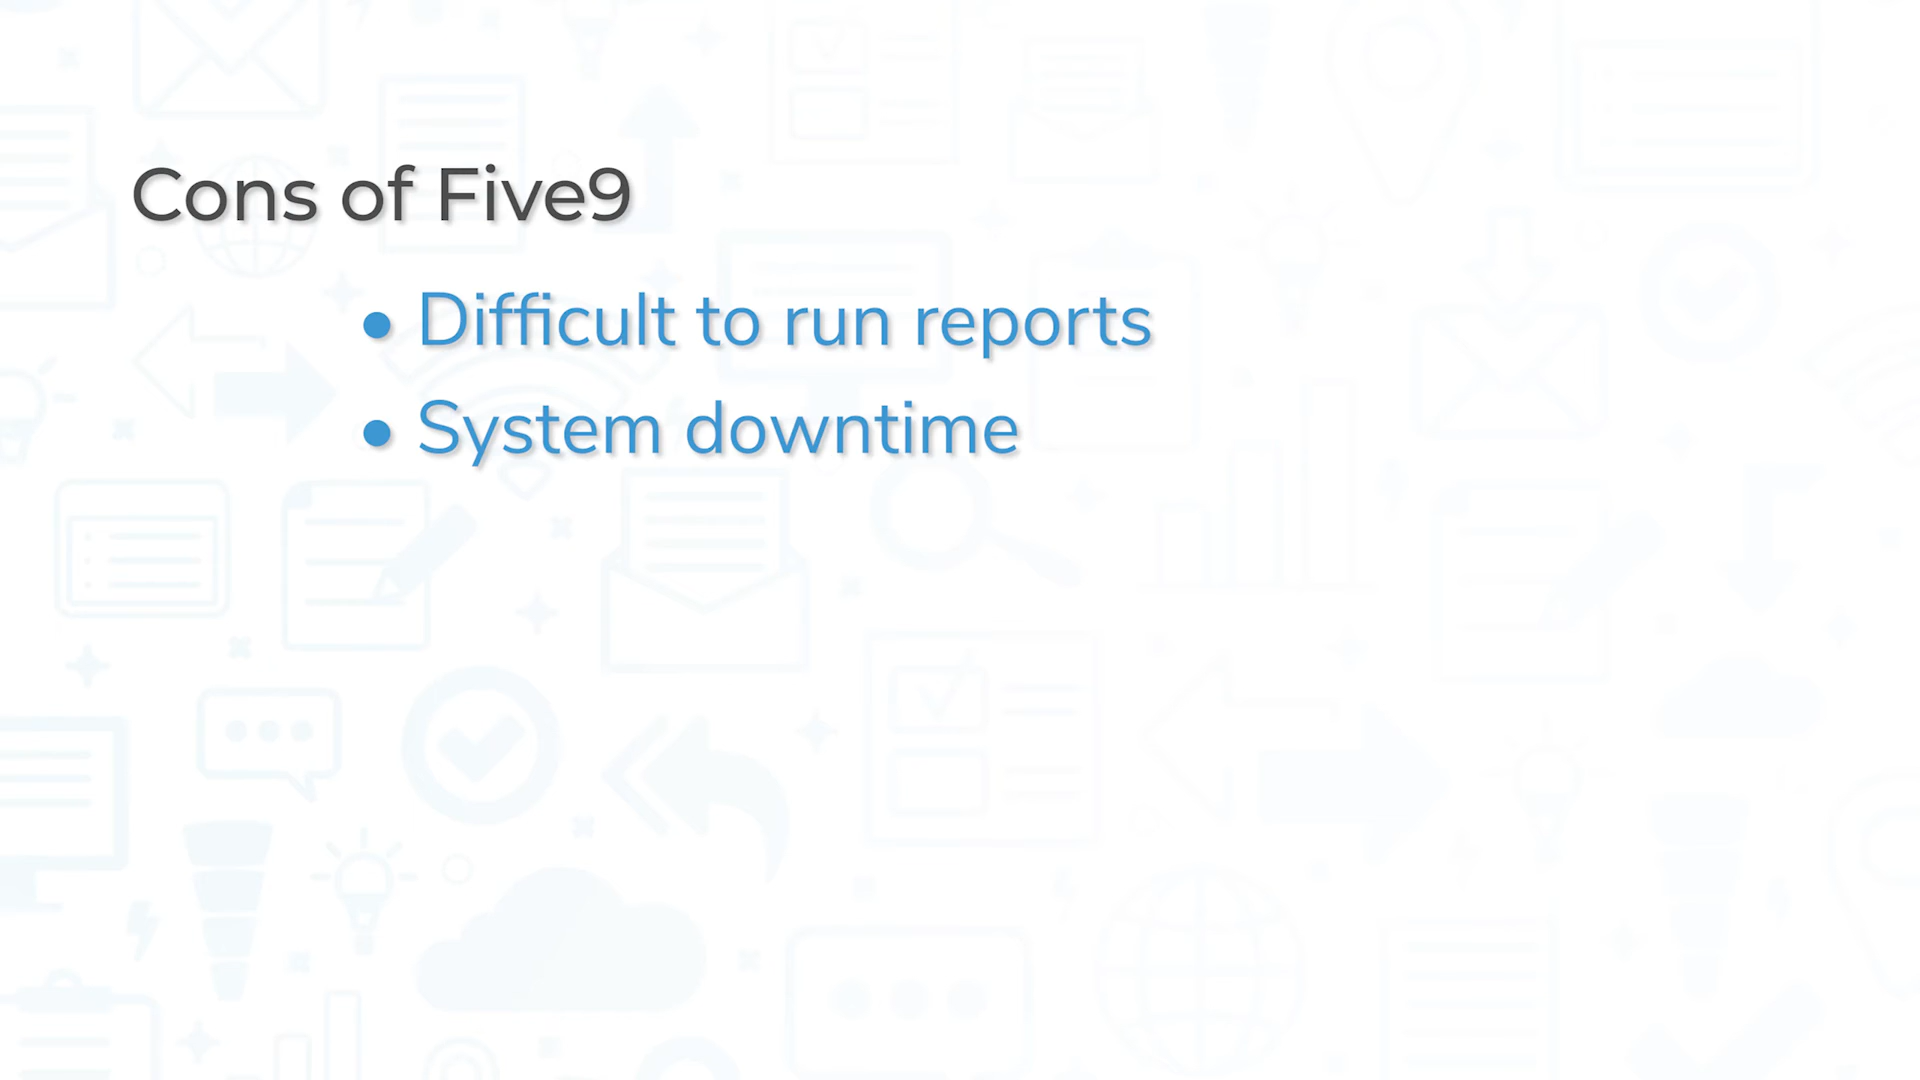 Cons of Five9
• Difficult to run reports
• System downtime